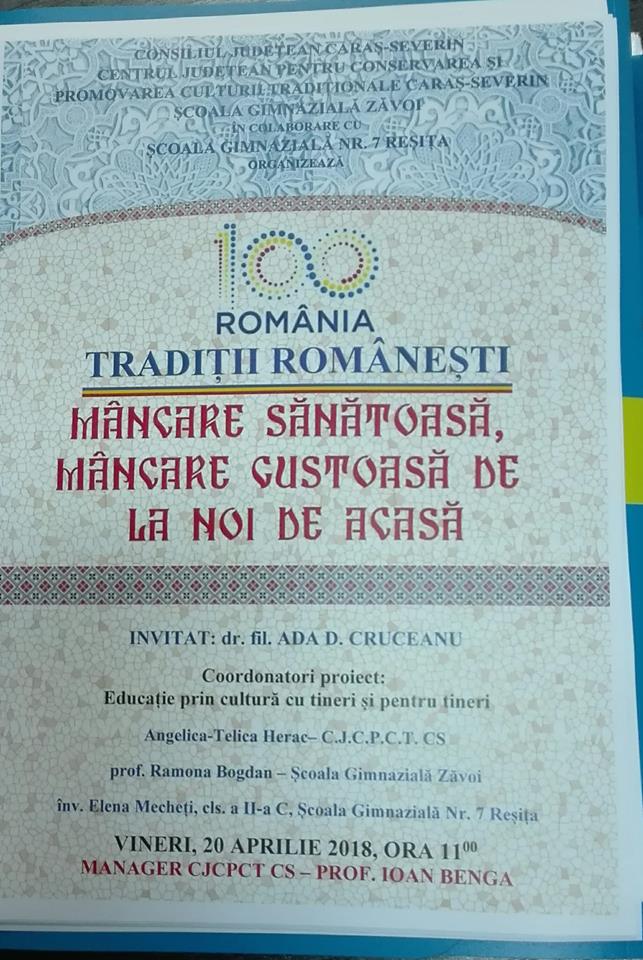 CONSILIUL JUDEȚEAN CARAȘ-SEVERIN
CENTRUL JUDEȚEAN PENTRU CONSERVAREA ȘI
PROMOVAREA CULTURII TRADIȚIONALE CARAȘ-SEVERIN
ȘCOALA GIMNAZIALĂ ZĂVOI
ÎN COLABORARE CU
ȘCOALA GIMNAZIALĂ NR. 7 REȘIȚA
ORGANIZEAZĂ
100
ROMÂNIA
TRADIȚII ROMÂNEȘTI
MÂNCARE SĂNĂTOASĂ,
MÂNCARE GUSTOASĂ DE
LA NOI DE ACASĂ
INVITAT: dr. fil. ADA D. CRUCEANU
Coordonatori proiect:
Educație prin cultură cu tineri și pentru tineri
Angelica-Telica Herac– C.J.C.P.C.T. CS
prof. Ramona Bogdan – Școala Gimnazială Zăvoi
înv. Elena Mecheți, cls. a II-a C, Școala Gimnazială Nr. 7 Reșița
VINERI, 20 APRILIE 2018, ORA 11⁰⁰
MANAGER CJCPCT CS – PROF. IOAN BENGA